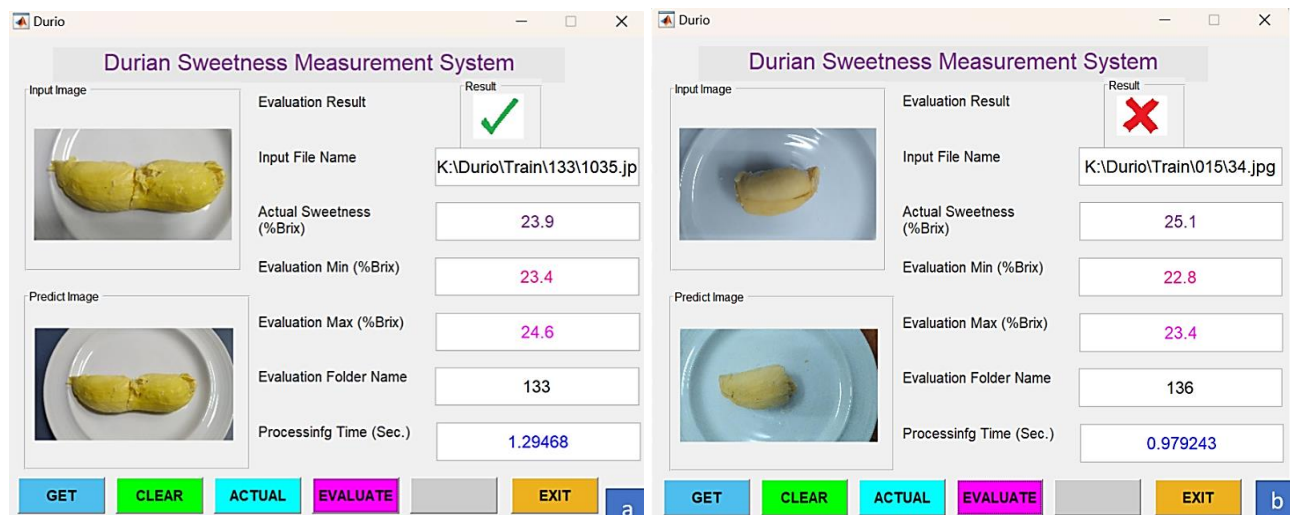 Durio
Durian Sweetness Measurement System
Input Image
Evaluation Result
Result
Input File Name
K:\Durio\Train\133\1035.jp
Actual Sweetness
(%Brix)
23.9
Evaluation Min (%Brix)
23.4
Predict Image
Evaluation Max (%Brix)
24.6
Evaluation Folder Name
133
Processinfg Time (Sec.)
1.29468
GET
CLEAR
ACTUAL
EVALUATE
EXIT
a
Durio
Durian Sweetness Measurement System
Input Image
Evaluation Result
Result
Input File Name
K:\Durio\Train\015\34.jpg
Actual Sweetness
(%Brix)
25.1
Evaluation Min (%Brix)
22.8
Predict Image
Evaluation Max (%Brix)
23.4
Evaluation Folder Name
136
Processinfg Time (Sec.)
0.979243
GET
CLEAR
ACTUAL
EVALUATE
EXIT
b